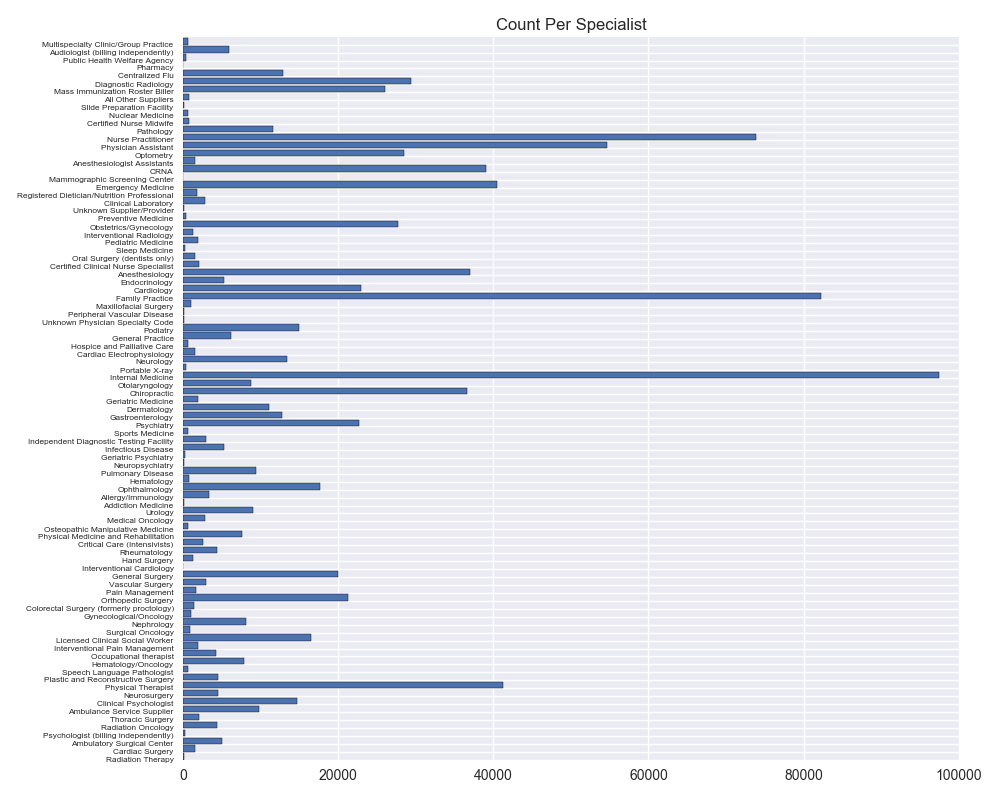 Count Per Specialist
Multispecialty Clinic/Group Practice
Audiologist (billing independently)
Public Health Welfare Agency
Pharmacy
Centralized Flu
Diagnostic Radiology
Mass Immunization Roster Biller
All Other Suppliers
Slide Preparation Facility
Nuclear Medicine
Certified Nurse Midwife
Pathology
Nurse Practitioner
Physician Assistant
Optometry
Anesthesiologist Assistants
CRNA
Mammographic Screening Center
Emergency Medicine
Registered Dietician/Nutrition Professional
Clinical Laboratory
Unknown Supplier/Provider
Preventive Medicine
Obstetrics/Gynecology
Interventional Radiology
Pediatric Medicine
Sleep Medicine
Oral Surgery (dentists only)
Certified Clinical Nurse Specialist
Anesthesiology
Endocrinology
Cardiology
Family Practice
Maxillofacial Surgery
Peripheral Vascular Disease
Unknown Physician Specialty Code
Podiatry
General Practice
Hospice and Palliative Care
Cardiac Electrophysiology
Neurology
Portable X-ray
Internal Medicine
Otolaryngology
Chiropractic
Geriatric Medicine
Dermatology
Gastroenterology
Psychiatry
Sports Medicine
Independent Diagnostic Testing Facility
Infectious Disease
Geriatric Psychiatry
Neuropsychiatry
Pulmonary Disease
Hematology
Ophthalmology
Allergy/Immunology
Addiction Medicine
Urology
Medical Oncology
Osteopathic Manipulative Medicine
Physical Medicine and Rehabilitation
Critical Care (Intensivists)
Rheumatology
Hand Surgery
Interventional Cardiology
General Surgery
Vascular Surgery
Pain Management
Orthopedic Surgery
Colorectal Surgery (formerly proctology)
Gynecological/Oncology
Nephrology
Surgical Oncology
Licensed Clinical Social Worker
Interventional Pain Management
Occupational therapist
Hematology/Oncology
Speech Language Pathologist
Plastic and Reconstructive Surgery
Physical Therapist
Neurosurgery
Clinical Psychologist
Ambulance Service Supplier
Thoracic Surgery
Radiation Oncology
Psychologist (billing independently)
Ambulatory Surgical Center
Cardiac Surgery
Radiation Therapy
0 20000 40000 60000 80000 100000